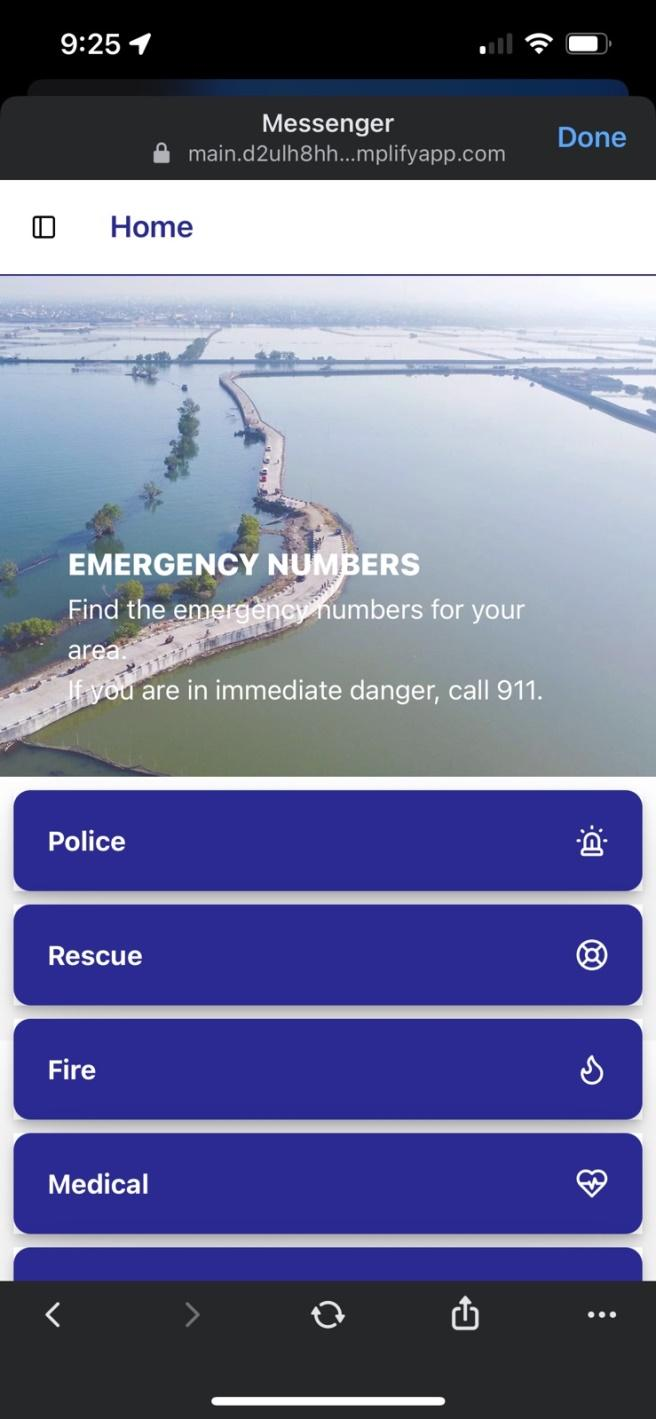 9:25
Messenger
main.d2ulh8hh...mplifyapp.com
Done
Home
EMERGENCY NUMBERS
Find the emergency numbers for your
area.
If you are in immediate danger, call 911.
Police
Rescue
Fire
Medical